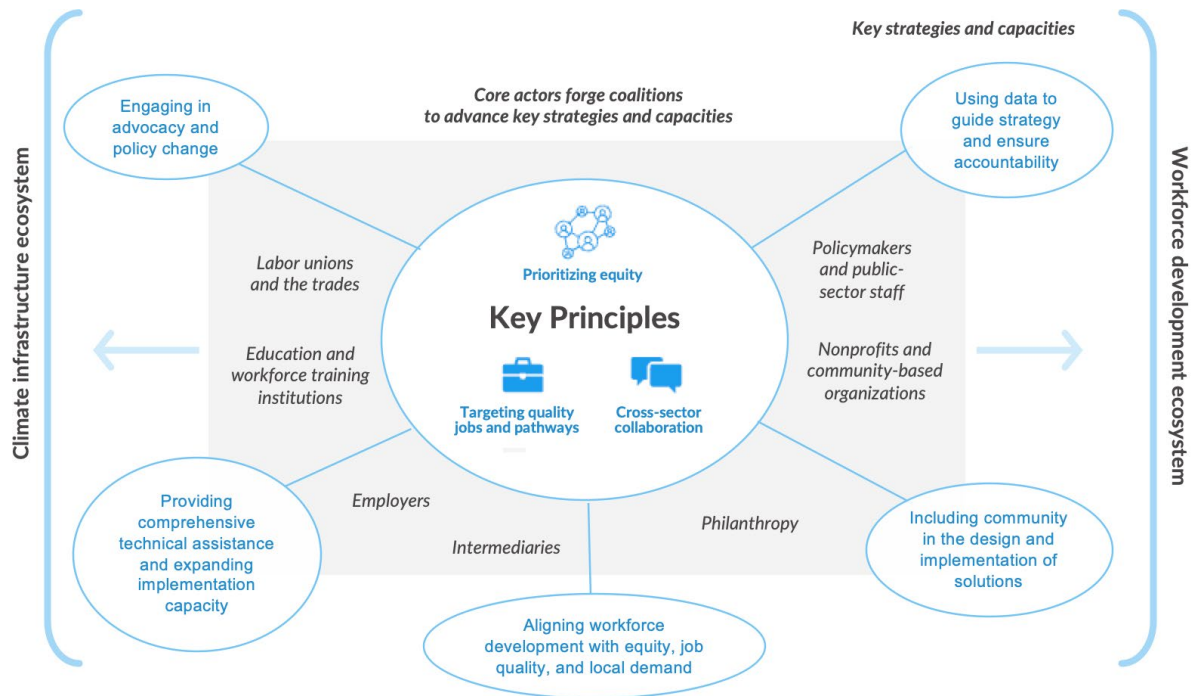 Key strategies and capacities
Engaging in
advocacy and
policy change
Core actors forge coalitions
to advance key strategies and capacities
Using data to
guide strategy
and ensure
accountability
Climate infrastructure ecosystem
Workforce development ecosystem
Labor unions
and the trades
Education and
workforce training
institutions
Prioritizing equity
Key Principles
Targeting quality
jobs and pathways
Cross-sector
collaboration
Policymakers
and public-
sector staff
Nonprofits and
community-based
organizations
Employers
Intermediaries
Philanthropy
Providing
comprehensive
technical assistance
and expanding
implementation
capacity
Aligning workforce
development with equity, job
quality, and local demand
Including community
in the design and
implementation of
solutions